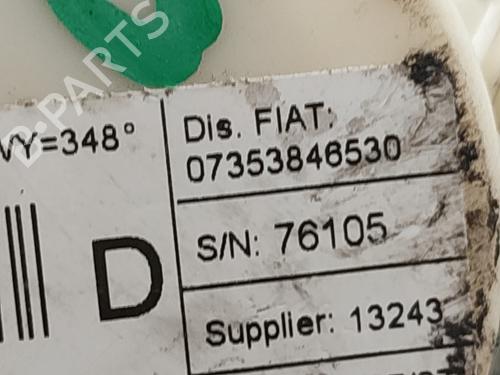 B-PARTS
VY=348°
Dis. FIAT:
07353846530
S/N: 76105
D
Supplier: 13243